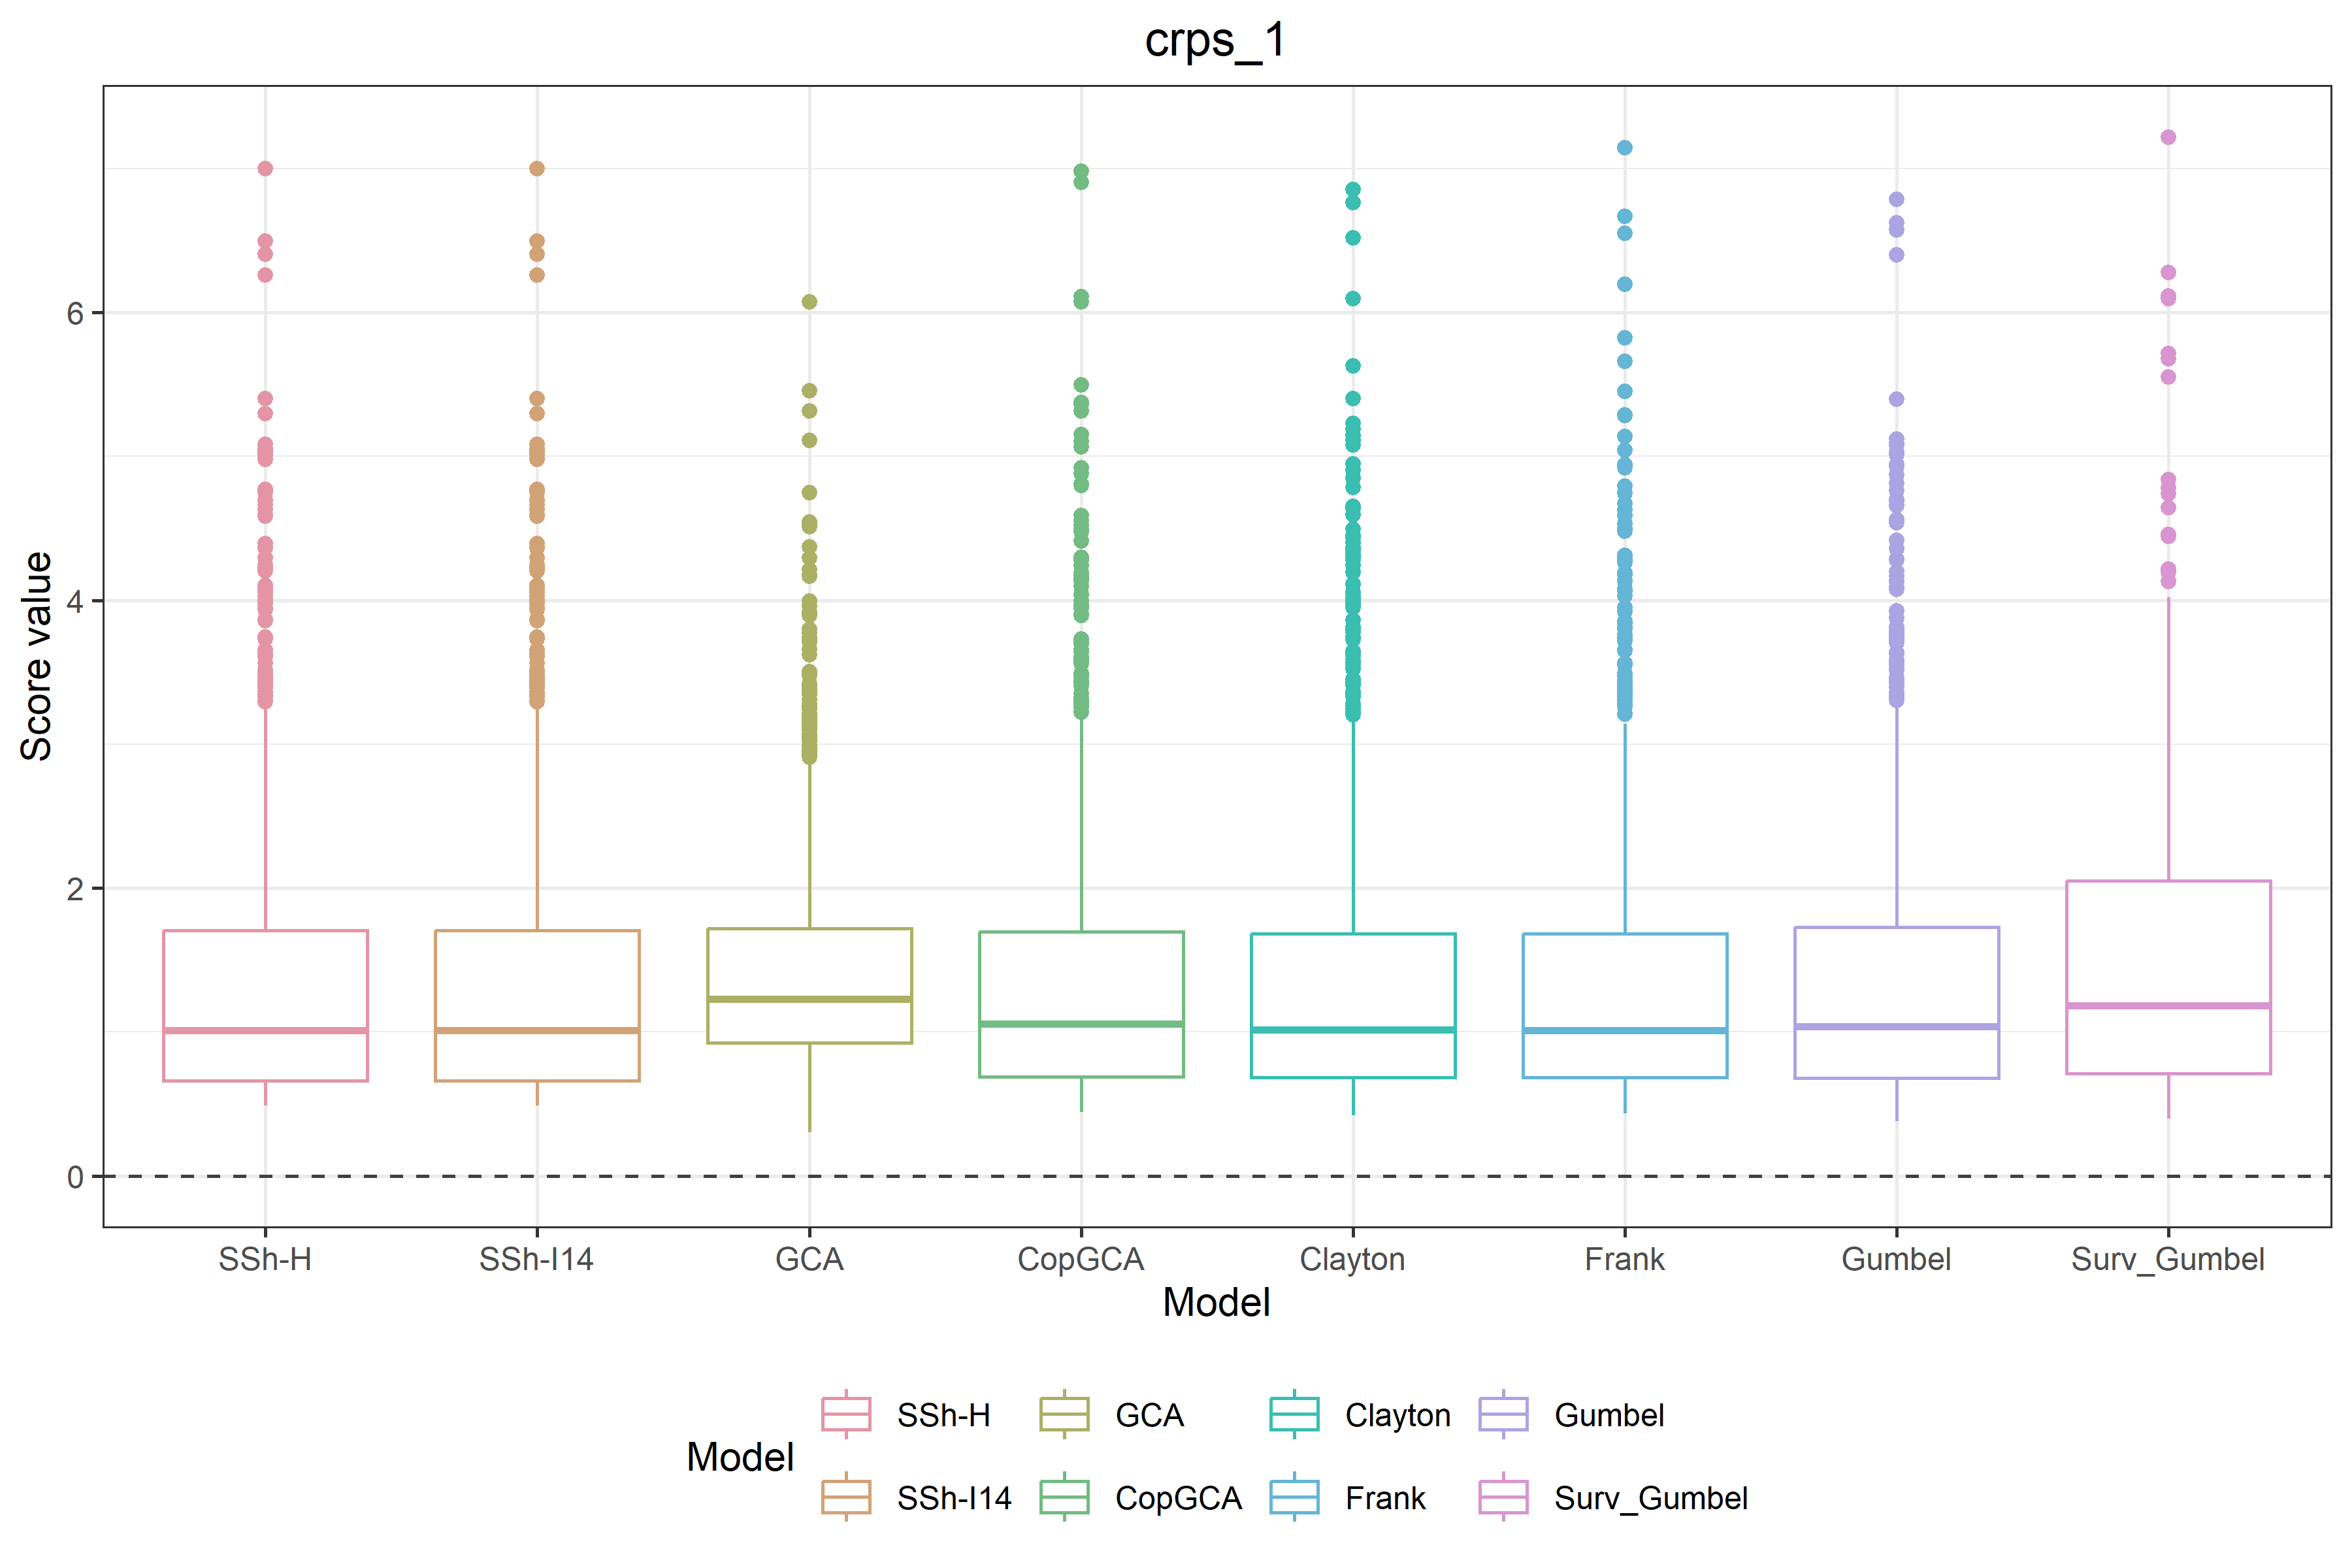 crps_1
Score value
6
4
2
0
SSh-H SSh-I14 GCA CopGCA Clayton Frank Gumbel Surv_Gumbel
Model
Model
SSh-H GCA Clayton Gumbel
SSh-I14 CopGCA Frank Surv_Gumbel